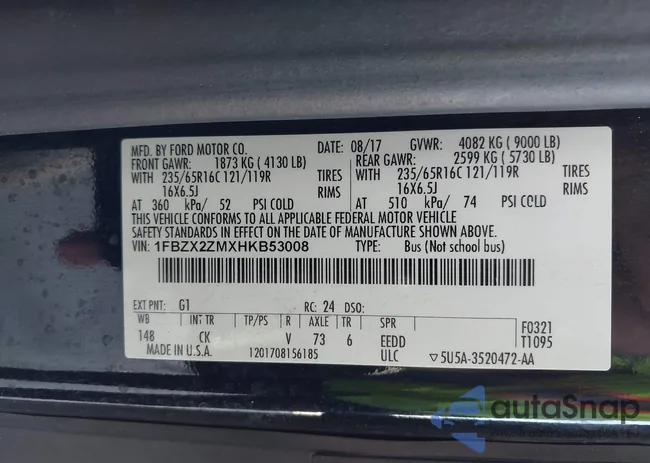 MFD. BY FORD MOTOR CO. DATE: 08/17 GVWR: 4082 KG ( 9000 LB)
FRONT GAWR: 1873 KG ( 4130 LB) REAR GAWR: 2599 KG ( 5730 LB)
WITH 235/65R16C 121/119R TIRES WITH 235/65R16C 121/119R TIRES
16X6.5J RIMS 16X6.5J RIMS
AT 360 kPa/ 52 PSI COLD AT 510 kPa/ 74 PSI COLD
THIS VEHICLE CONFORMS TO ALL APPLICABLE FEDERAL MOTOR VEHICLE
SAFETY STANDARDS IN EFFECT ON THE DATE OF MANUFACTURE SHOWN ABOVE.
VIN: 1FBZX2ZMXHKB53008 TYPE: Bus (Not school bus)
EXT PNT: G1 RC: 24 DSO:
WB INT TR TP/PS R AXLE TR SPR F0321
148 CK V 73 6 EEDD T1095
MADE IN U.S.A. 1201708156185 ULC ▽5U5A-3520472-AA
autoSnap